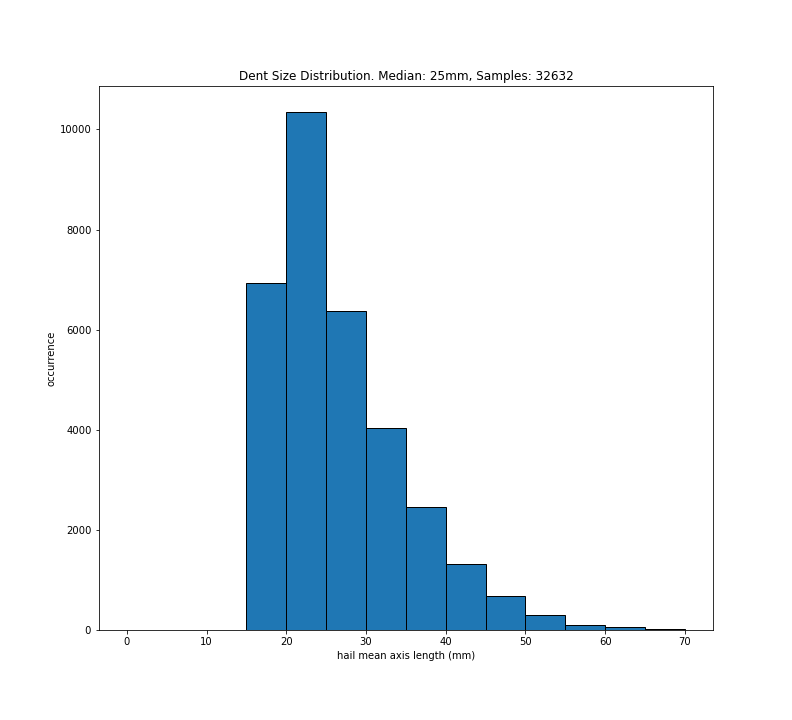 Dent Size Distribution. Median: 25mm, Samples: 32632
10000
8000
6000
4000
2000
0
occurrence
0 10 20 30 40 50 60 70
hail mean axis length (mm)